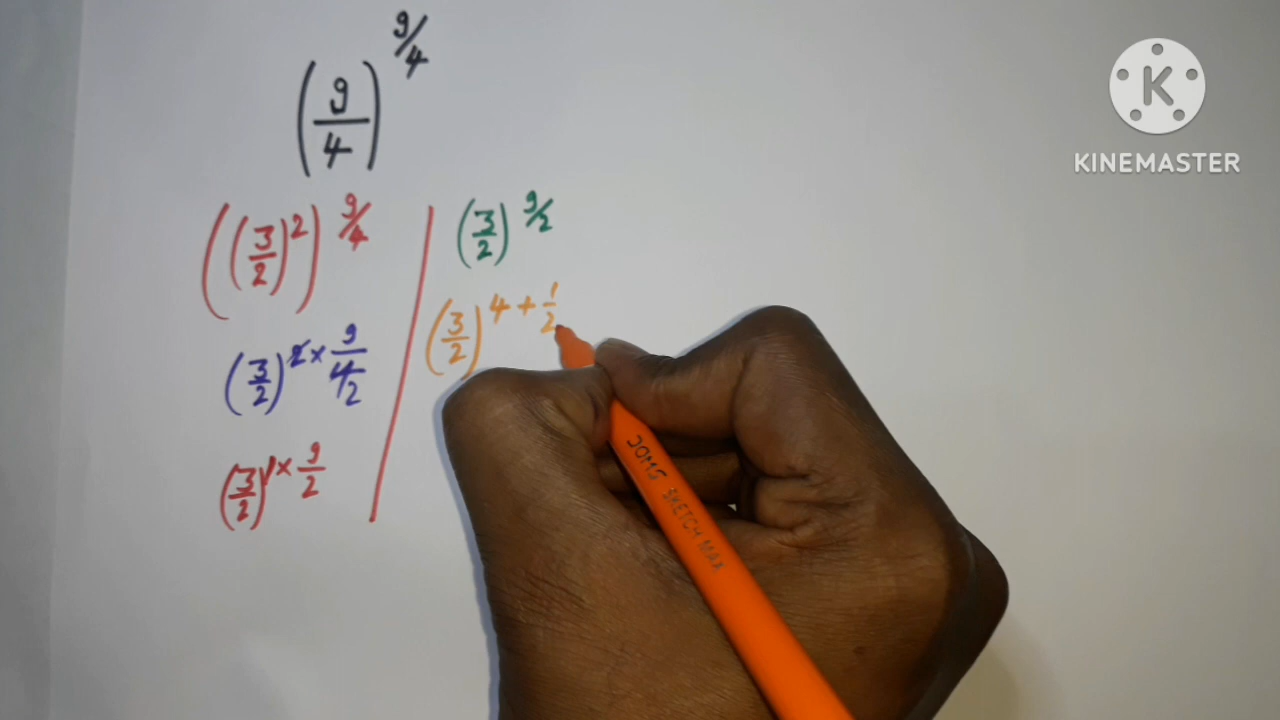 (9/4)^9/4
((3/2)^2)^9/4
(3/2)^2 × 9/4/2
(3/2)^1 × 9/2
(3/2)^9/2
(3/2)^4 + 1/2
DOMS SKETCH MAX
K
KINEMASTER